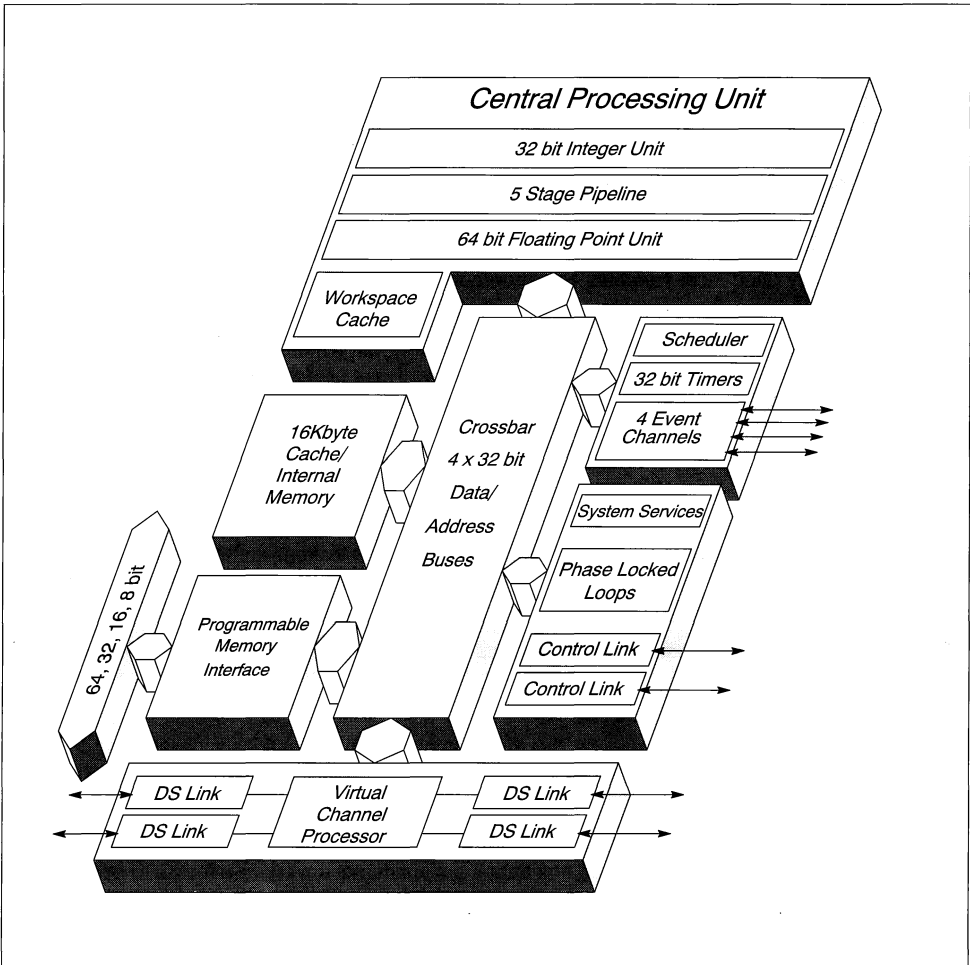 Central Processing Unit
32 bit Integer Unit
5 Stage Pipeline
64 bit Floating Point Unit
Workspace
Cache
Scheduler
32 bit Timers
4 Event
Channels
16Kbyte
Cache/
Internal
Memory
Crossbar
4 x 32 bit
Data/
Address
Buses
System Services
Phase Locked
Loops
Control Link
Control Link
64, 32, 16, 8 bit
Programmable
Memory
Interface
DS Link
DS Link
Virtual
Channel
Processor
DS Link
DS Link